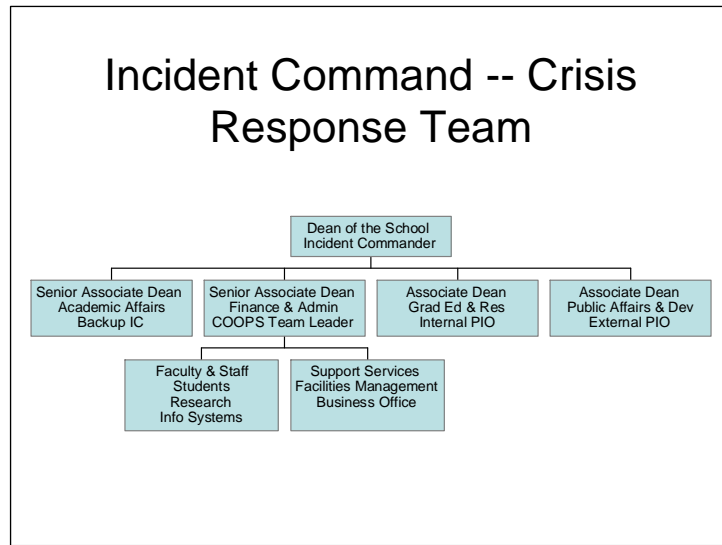 Incident Command -- Crisis
Response Team
Dean of the School
Incident Commander
Senior Associate Dean
Academic Affairs
Backup IC
Senior Associate Dean
Finance & Admin
COOPS Team Leader
Associate Dean
Grad Ed & Res
Internal PIO
Associate Dean
Public Affairs & Dev
External PIO
Faculty & Staff
Students
Research
Info Systems
Support Services
Facilities Management
Business Office